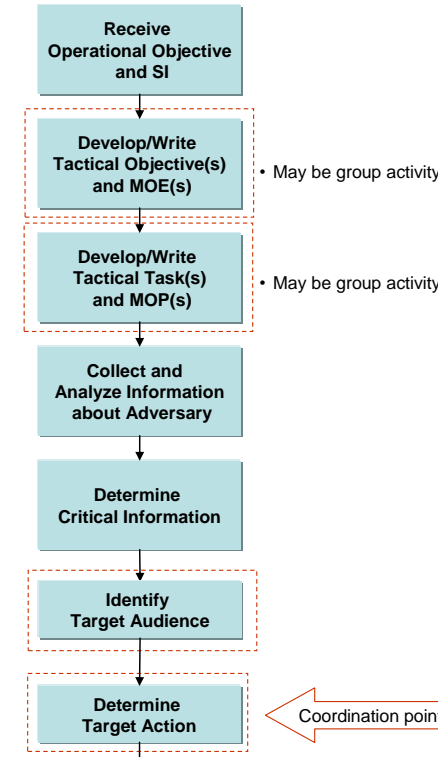 Receive
Operational Objective
and SI
Develop/Write
Tactical Objective(s)
and MOE(s)
• May be group activity
Develop/Write
Tactical Task(s)
and MOP(s)
• May be group activity
Collect and
Analyze Information
about Adversary
Determine
Critical Information
Identify
Target Audience
Determine
Target Action
Coordination point